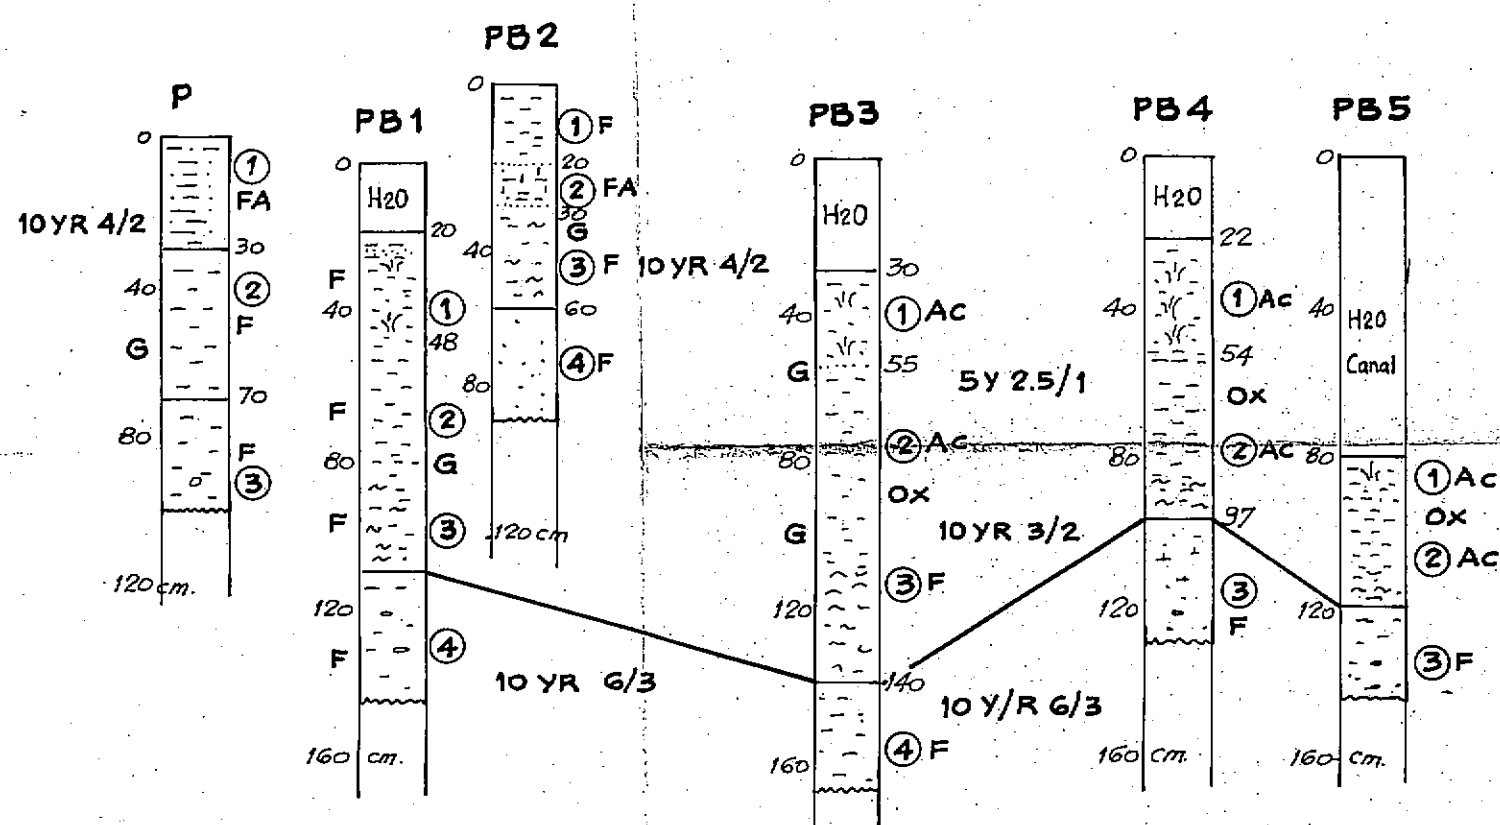 P
0
① FA
10 YR 4/2
30
40
② F
G
70
80
F ③
120 cm.
PB1
0
H2O
20
F
40
①
48
F
②
80
G
F
③
120
F
④
160 cm.
PB2
0
① F
20
② FA
30
G
40
③ F
60
④ F
80
120 cm
10 YR 4/2
10 YR 6/3
PB3
0
H2O
30
40
① Ac
G
55
② Ac
80
OX
G
③ F
120
140
④ F
160
5Y 2.5/1
10 YR 3/2
10 Y/R 6/3
PB4
0
H2O
22
40
① Ac
54
OX
② Ac
80
97
③ F
120
160 cm.
PB5
0
40
H2O
Canal
80
① Ac
OX
② Ac
120
③ F
160 cm.